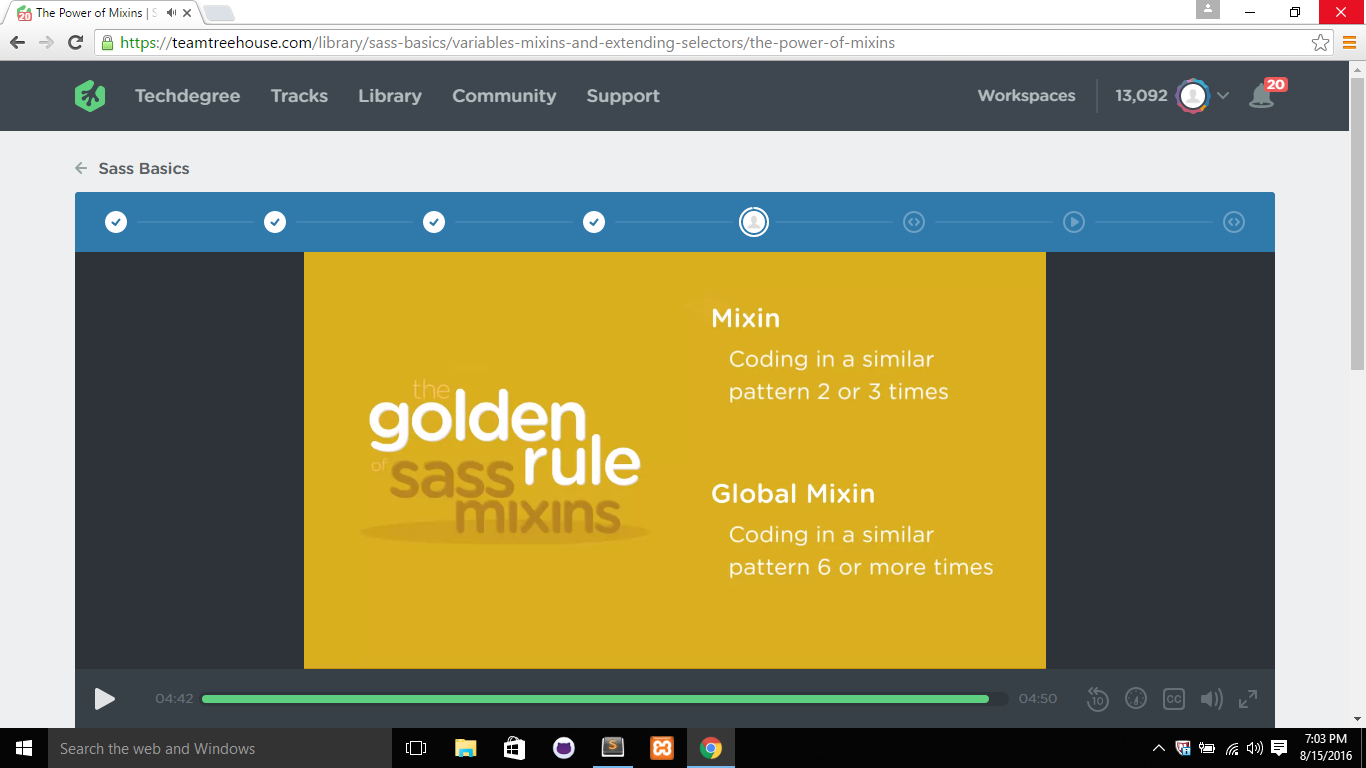 The Power of Mixins | S
https://teamtreehouse.com/library/sass-basics/variables-mixins-and-extending-selectors/the-power-of-mixins
Techdegree Tracks Library Community Support Workspaces 13,092 20
Sass Basics
the
golden
rule
of sass
mixins
Mixin
Coding in a similar
pattern 2 or 3 times
Global Mixin
Coding in a similar
pattern 6 or more times
04:42 04:50 10 CC
Search the web and Windows
7:03 PM
8/15/2016